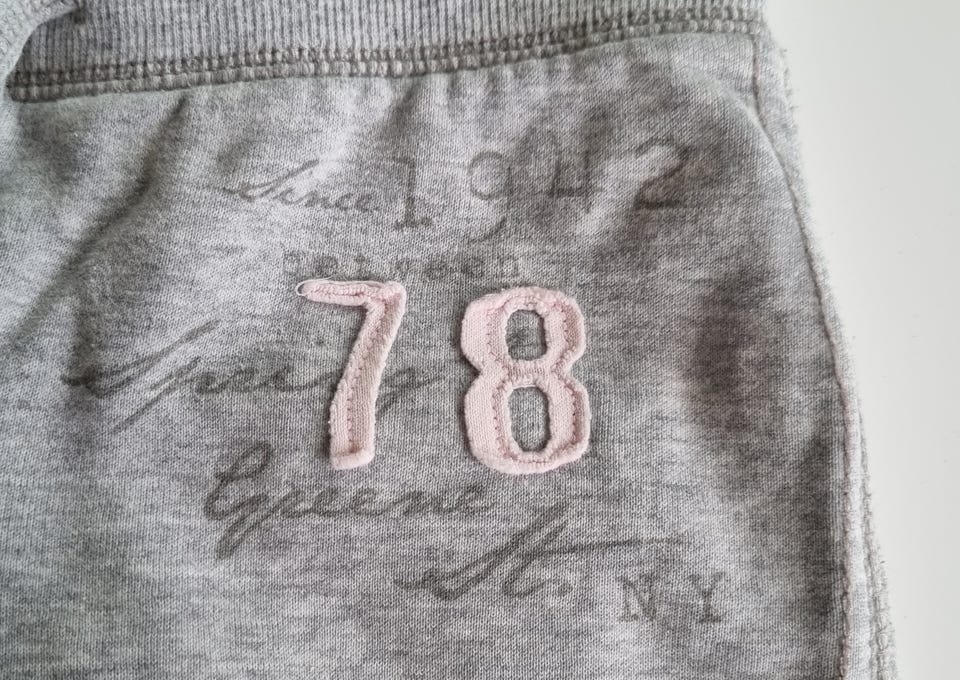 Since 1942
between
78
Spring
Greene
St. NY